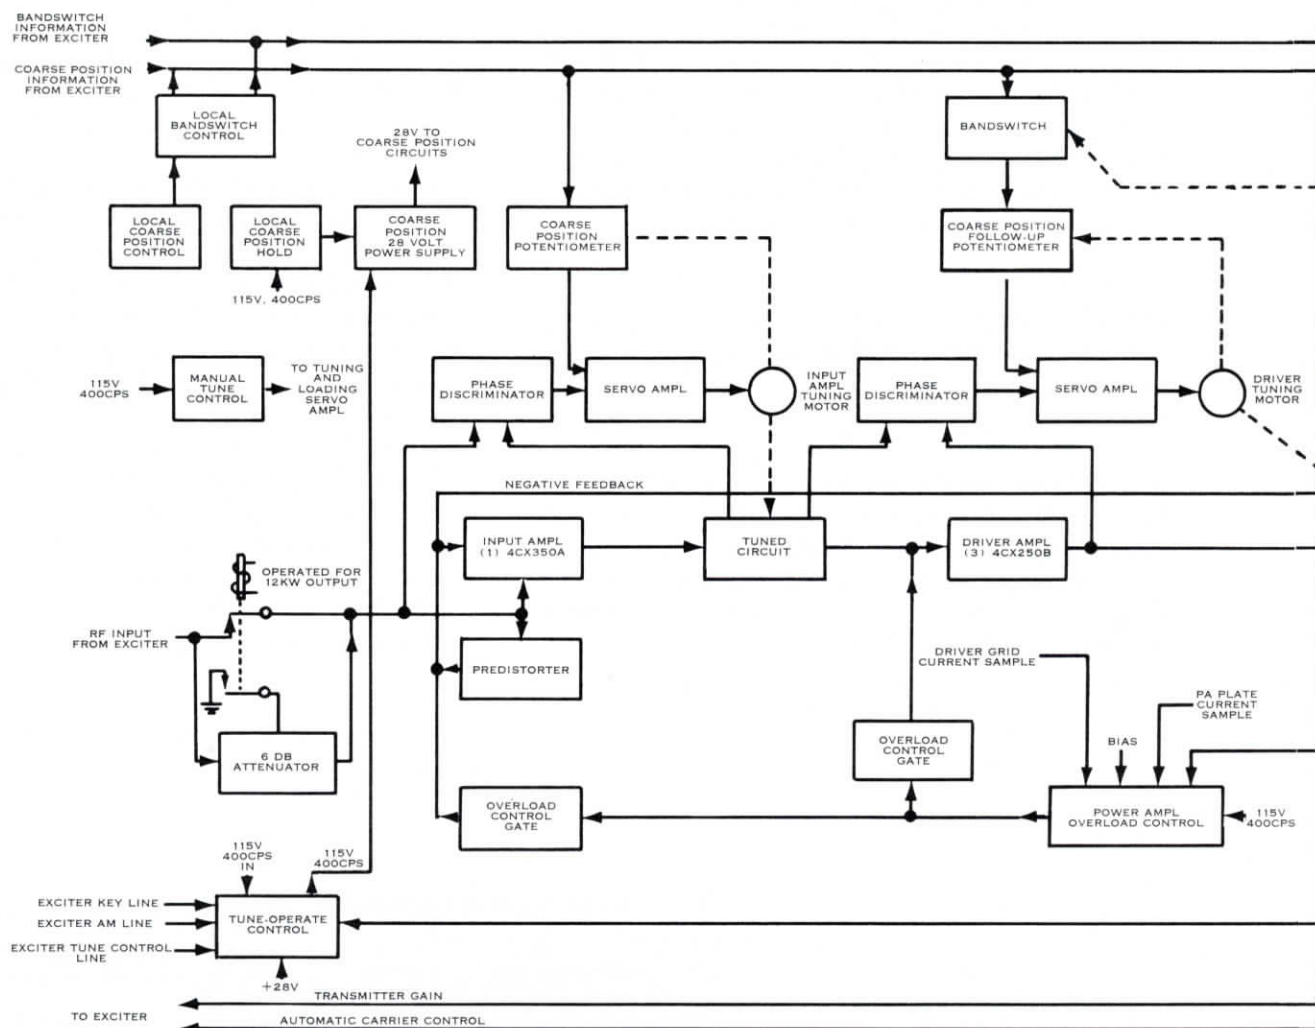 BANDSWITCH
INFORMATION
FROM EXCITER
COARSE POSITION
INFORMATION
FROM EXCITER
LOCAL
BANDSWITCH
CONTROL
28V TO
COARSE POSITION
CIRCUITS
BANDSWITCH
LOCAL
COARSE
POSITION
CONTROL
LOCAL
COARSE
POSITION
HOLD
COARSE
POSITION
28 VOLT
POWER SUPPLY
COARSE
POSITION
POTENTIOMETER
COARSE POSITION
FOLLOW-UP
POTENTIOMETER
115V, 400CPS
115V
400CPS
MANUAL
TUNE
CONTROL
TO TUNING
AND
LOADING
SERVO
AMPL
PHASE
DISCRIMINATOR
SERVO AMPL
INPUT
AMPL
TUNING
MOTOR
PHASE
DISCRIMINATOR
SERVO AMPL
DRIVER
TUNING
MOTOR
NEGATIVE FEEDBACK
INPUT AMPL
(1) 4CX350A
TUNED
CIRCUIT
DRIVER AMPL
(3) 4CX250B
OPERATED FOR
12KW OUTPUT
RF INPUT
FROM EXCITER
PREDISTORTER
DRIVER GRID
CURRENT SAMPLE
PA PLATE
CURRENT
SAMPLE
6 DB
ATTENUATOR
OVERLOAD
CONTROL
GATE
BIAS
OVERLOAD
CONTROL
GATE
POWER AMPL
OVERLOAD CONTROL
115V
400CPS
115V
400CPS
IN
115V
400CPS
EXCITER KEY LINE
EXCITER AM LINE
EXCITER TUNE CONTROL
LINE
TUNE-OPERATE
CONTROL
+28V
TRANSMITTER GAIN
TO EXCITER
AUTOMATIC CARRIER CONTROL